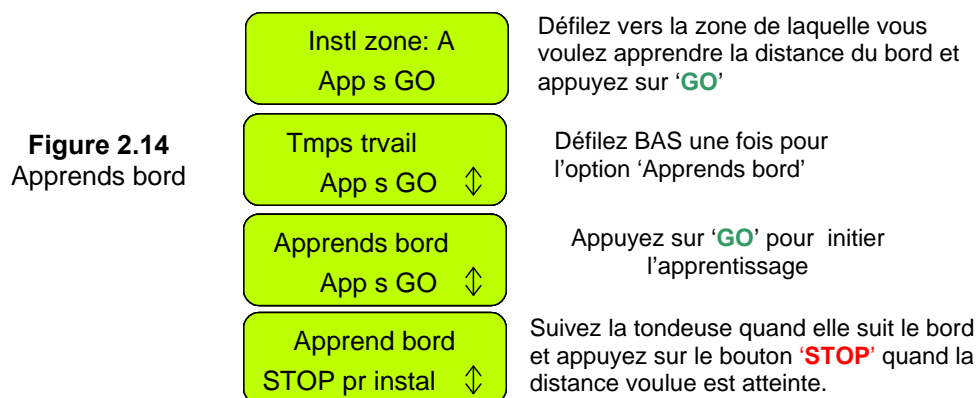 Instl zone: A
App s GO
Défilez vers la zone de laquelle vous
voulez apprendre la distance du bord et
appuyez sur ‘GO’
Figure 2.14
Apprends bord
Tmps trvail
App s GO ↕
Défilez BAS une fois pour
l’option ‘Apprends bord’
Apprends bord
App s GO ↕
Appuyez sur ‘GO’ pour initier
l’apprentissage
Apprend bord
STOP pr instal ↕
Suivez la tondeuse quand elle suit le bord
et appuyez sur le bouton ‘STOP’ quand la
distance voulue est atteinte.